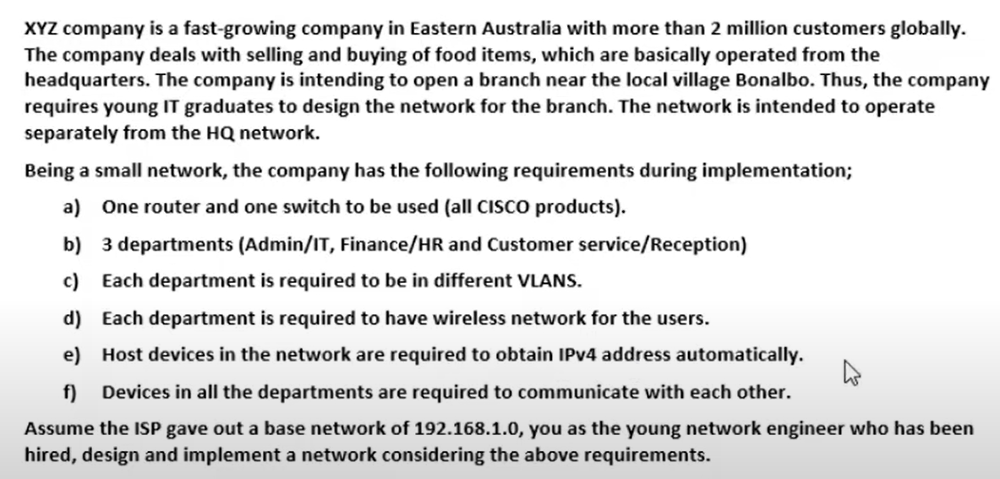 XYZ company is a fast-growing company in Eastern Australia with more than 2 million customers globally.
The company deals with selling and buying of food items, which are basically operated from the
headquarters. The company is intending to open a branch near the local village Bonalbo. Thus, the company
requires young IT graduates to design the network for the branch. The network is intended to operate
separately from the HQ network.
Being a small network, the company has the following requirements during implementation;
a) One router and one switch to be used (all CISCO products).
b) 3 departments (Admin/IT, Finance/HR and Customer service/Reception)
c) Each department is required to be in different VLANS.
d) Each department is required to have wireless network for the users.
e) Host devices in the network are required to obtain IPv4 address automatically.
f) Devices in all the departments are required to communicate with each other.
Assume the ISP gave out a base network of 192.168.1.0, you as the young network engineer who has been
hired, design and implement a network considering the above requirements.